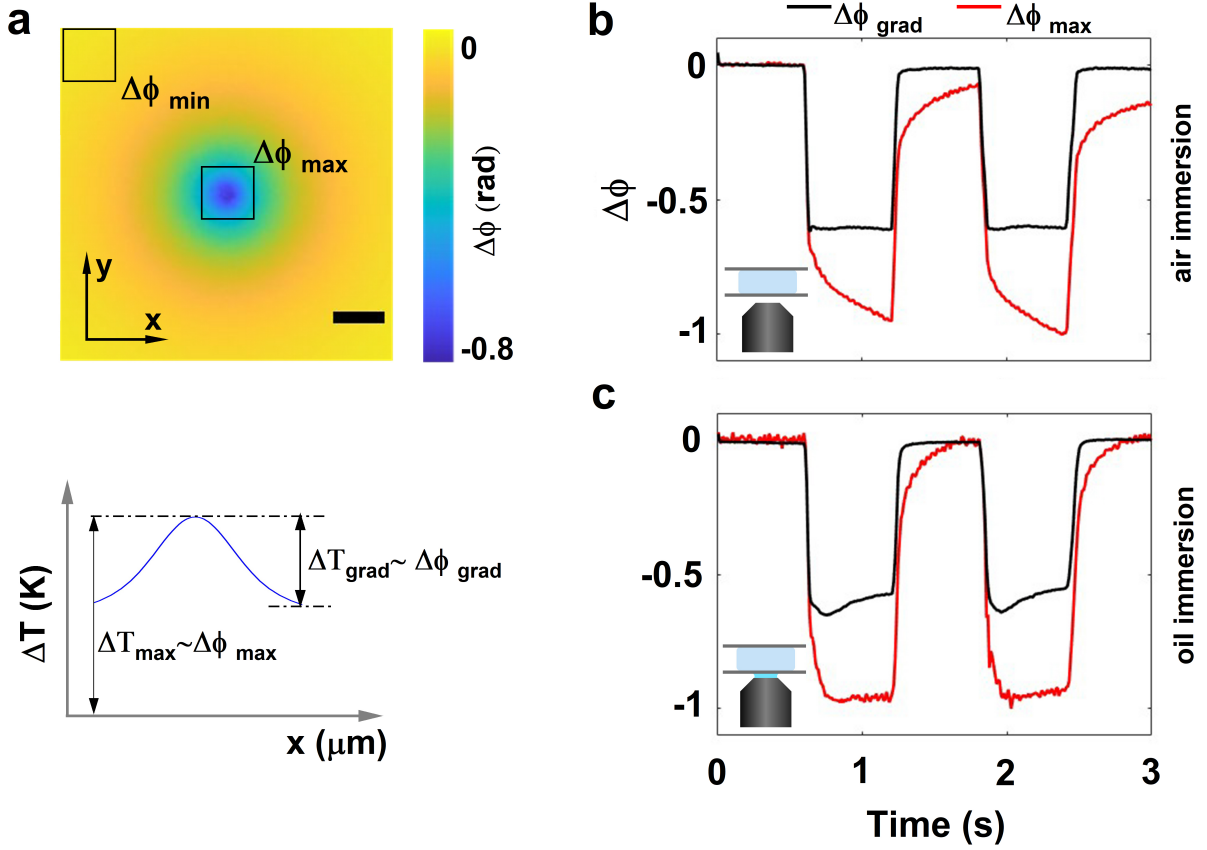 a
0
Δϕ min
Δϕ max
Δϕ (rad)
y
x
-0.8
ΔT (K)
ΔTgrad~ Δϕ grad
ΔTmax~Δϕ max
x (μm)
Δϕ grad
Δϕ max
b
0
-0.5
-1
Δϕ
air immersion
c
0
-0.5
-1
oil immersion
0 1 2 3
Time (s)